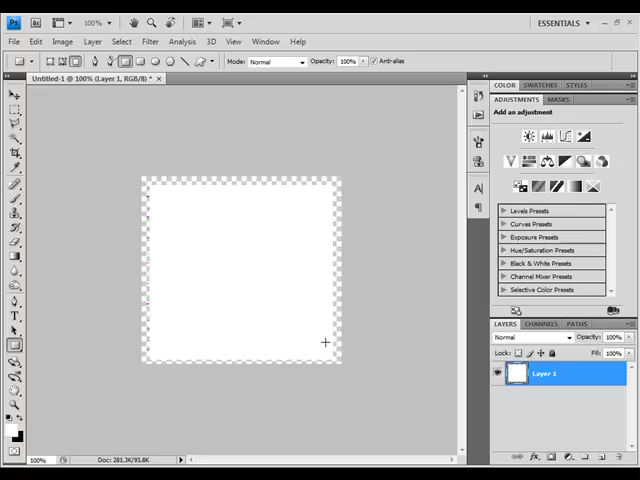 Ps
100%
ESSENTIALS
File Edit Image Layer Select Filter Analysis 3D View Window Help
Mode: Normal Opacity: 100% Anti-alias
Untitled-1 @ 100% (Layer 1, RGB/8) *
COLOR SWATCHES STYLES
ADJUSTMENTS MASKS
Add an adjustment
Levels Presets
Curves Presets
Exposure Presets
Hue/Saturation Presets
Black & White Presets
Channel Mixer Presets
Selective Color Presets
LAYERS CHANNELS PATHS
Normal Opacity: 100%
Lock: Fill: 100%
Layer 1
100% Doc: 281,3K/93,8K